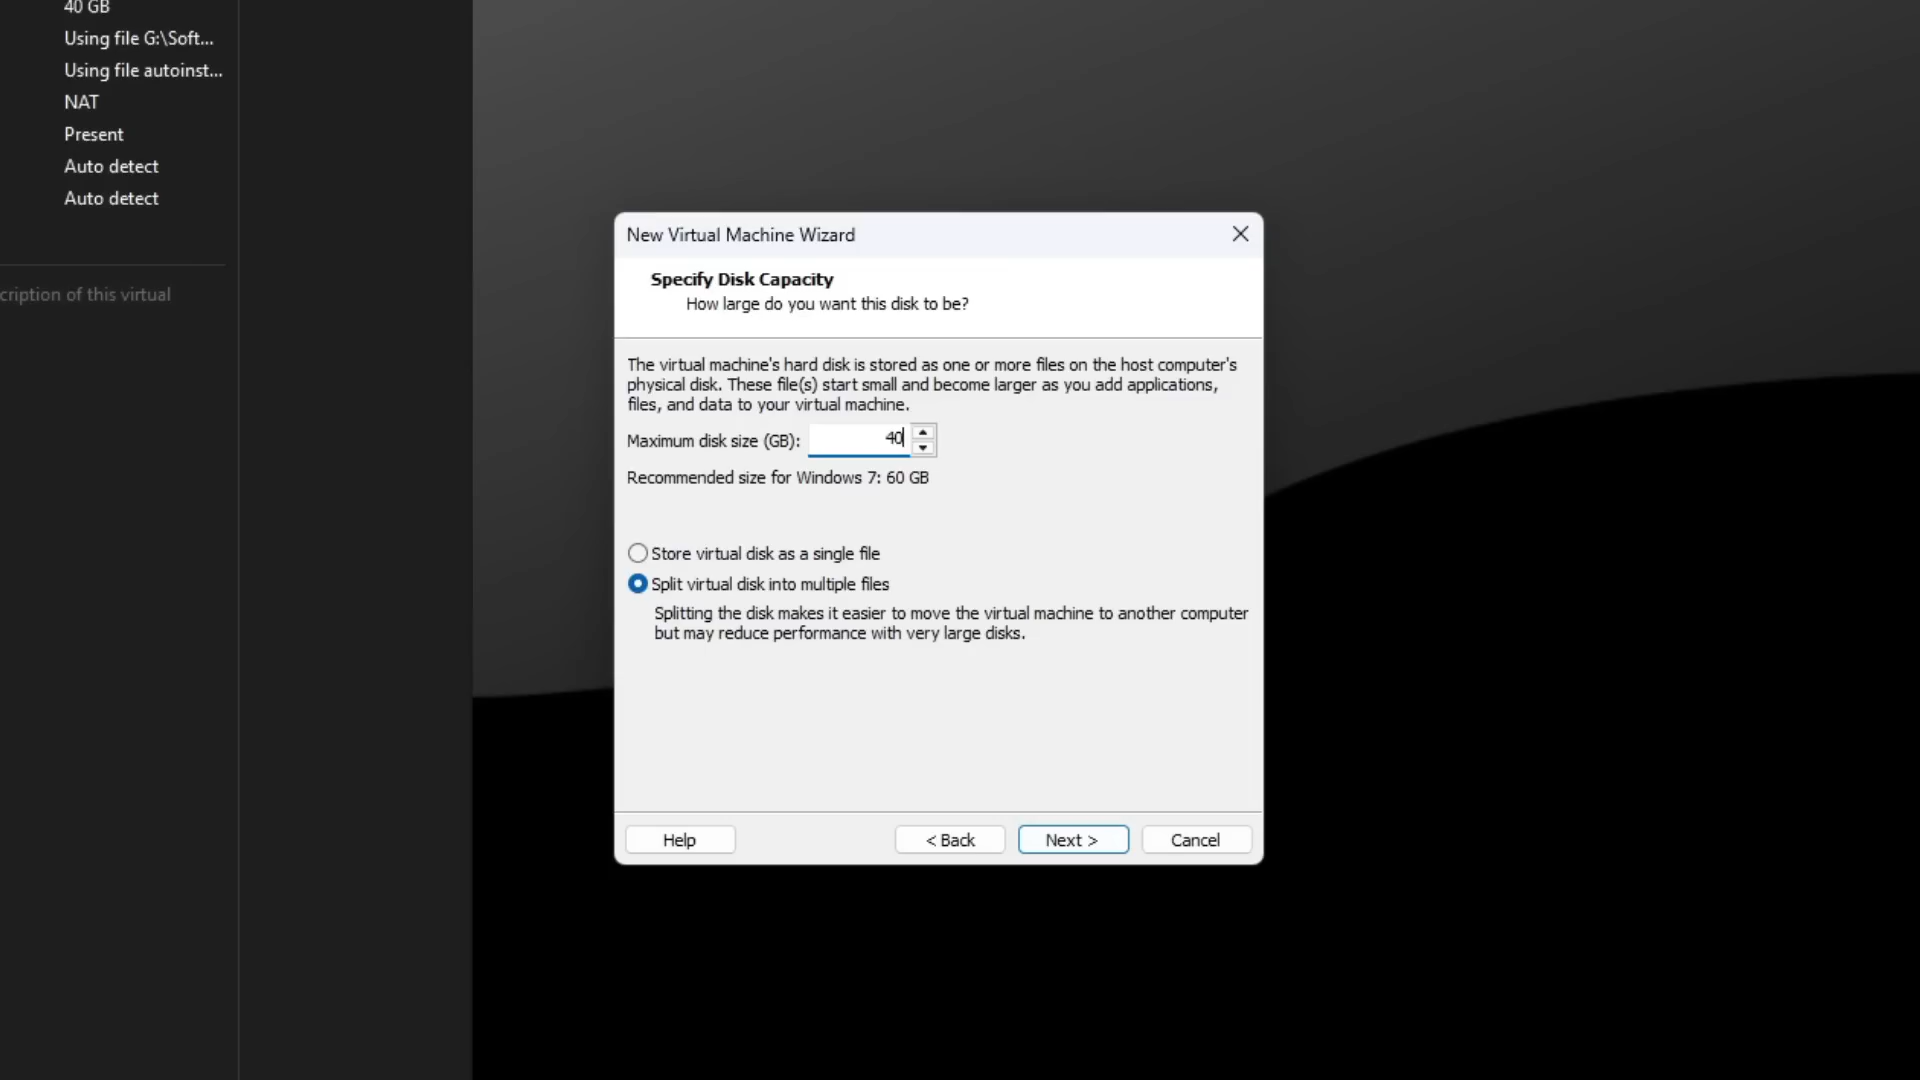 40 GB
Using file G:\Soft...
Using file autoinst...
NAT
Present
Auto detect
Auto detect
cription of this virtual
New Virtual Machine Wizard
Specify Disk Capacity
How large do you want this disk to be?
The virtual machine's hard disk is stored as one or more files on the host computer's
physical disk. These file(s) start small and become larger as you add applications,
files, and data to your virtual machine.
Maximum disk size (GB): 40
Recommended size for Windows 7: 60 GB
Store virtual disk as a single file
Split virtual disk into multiple files
Splitting the disk makes it easier to move the virtual machine to another computer
but may reduce performance with very large disks.
Help < Back Next > Cancel